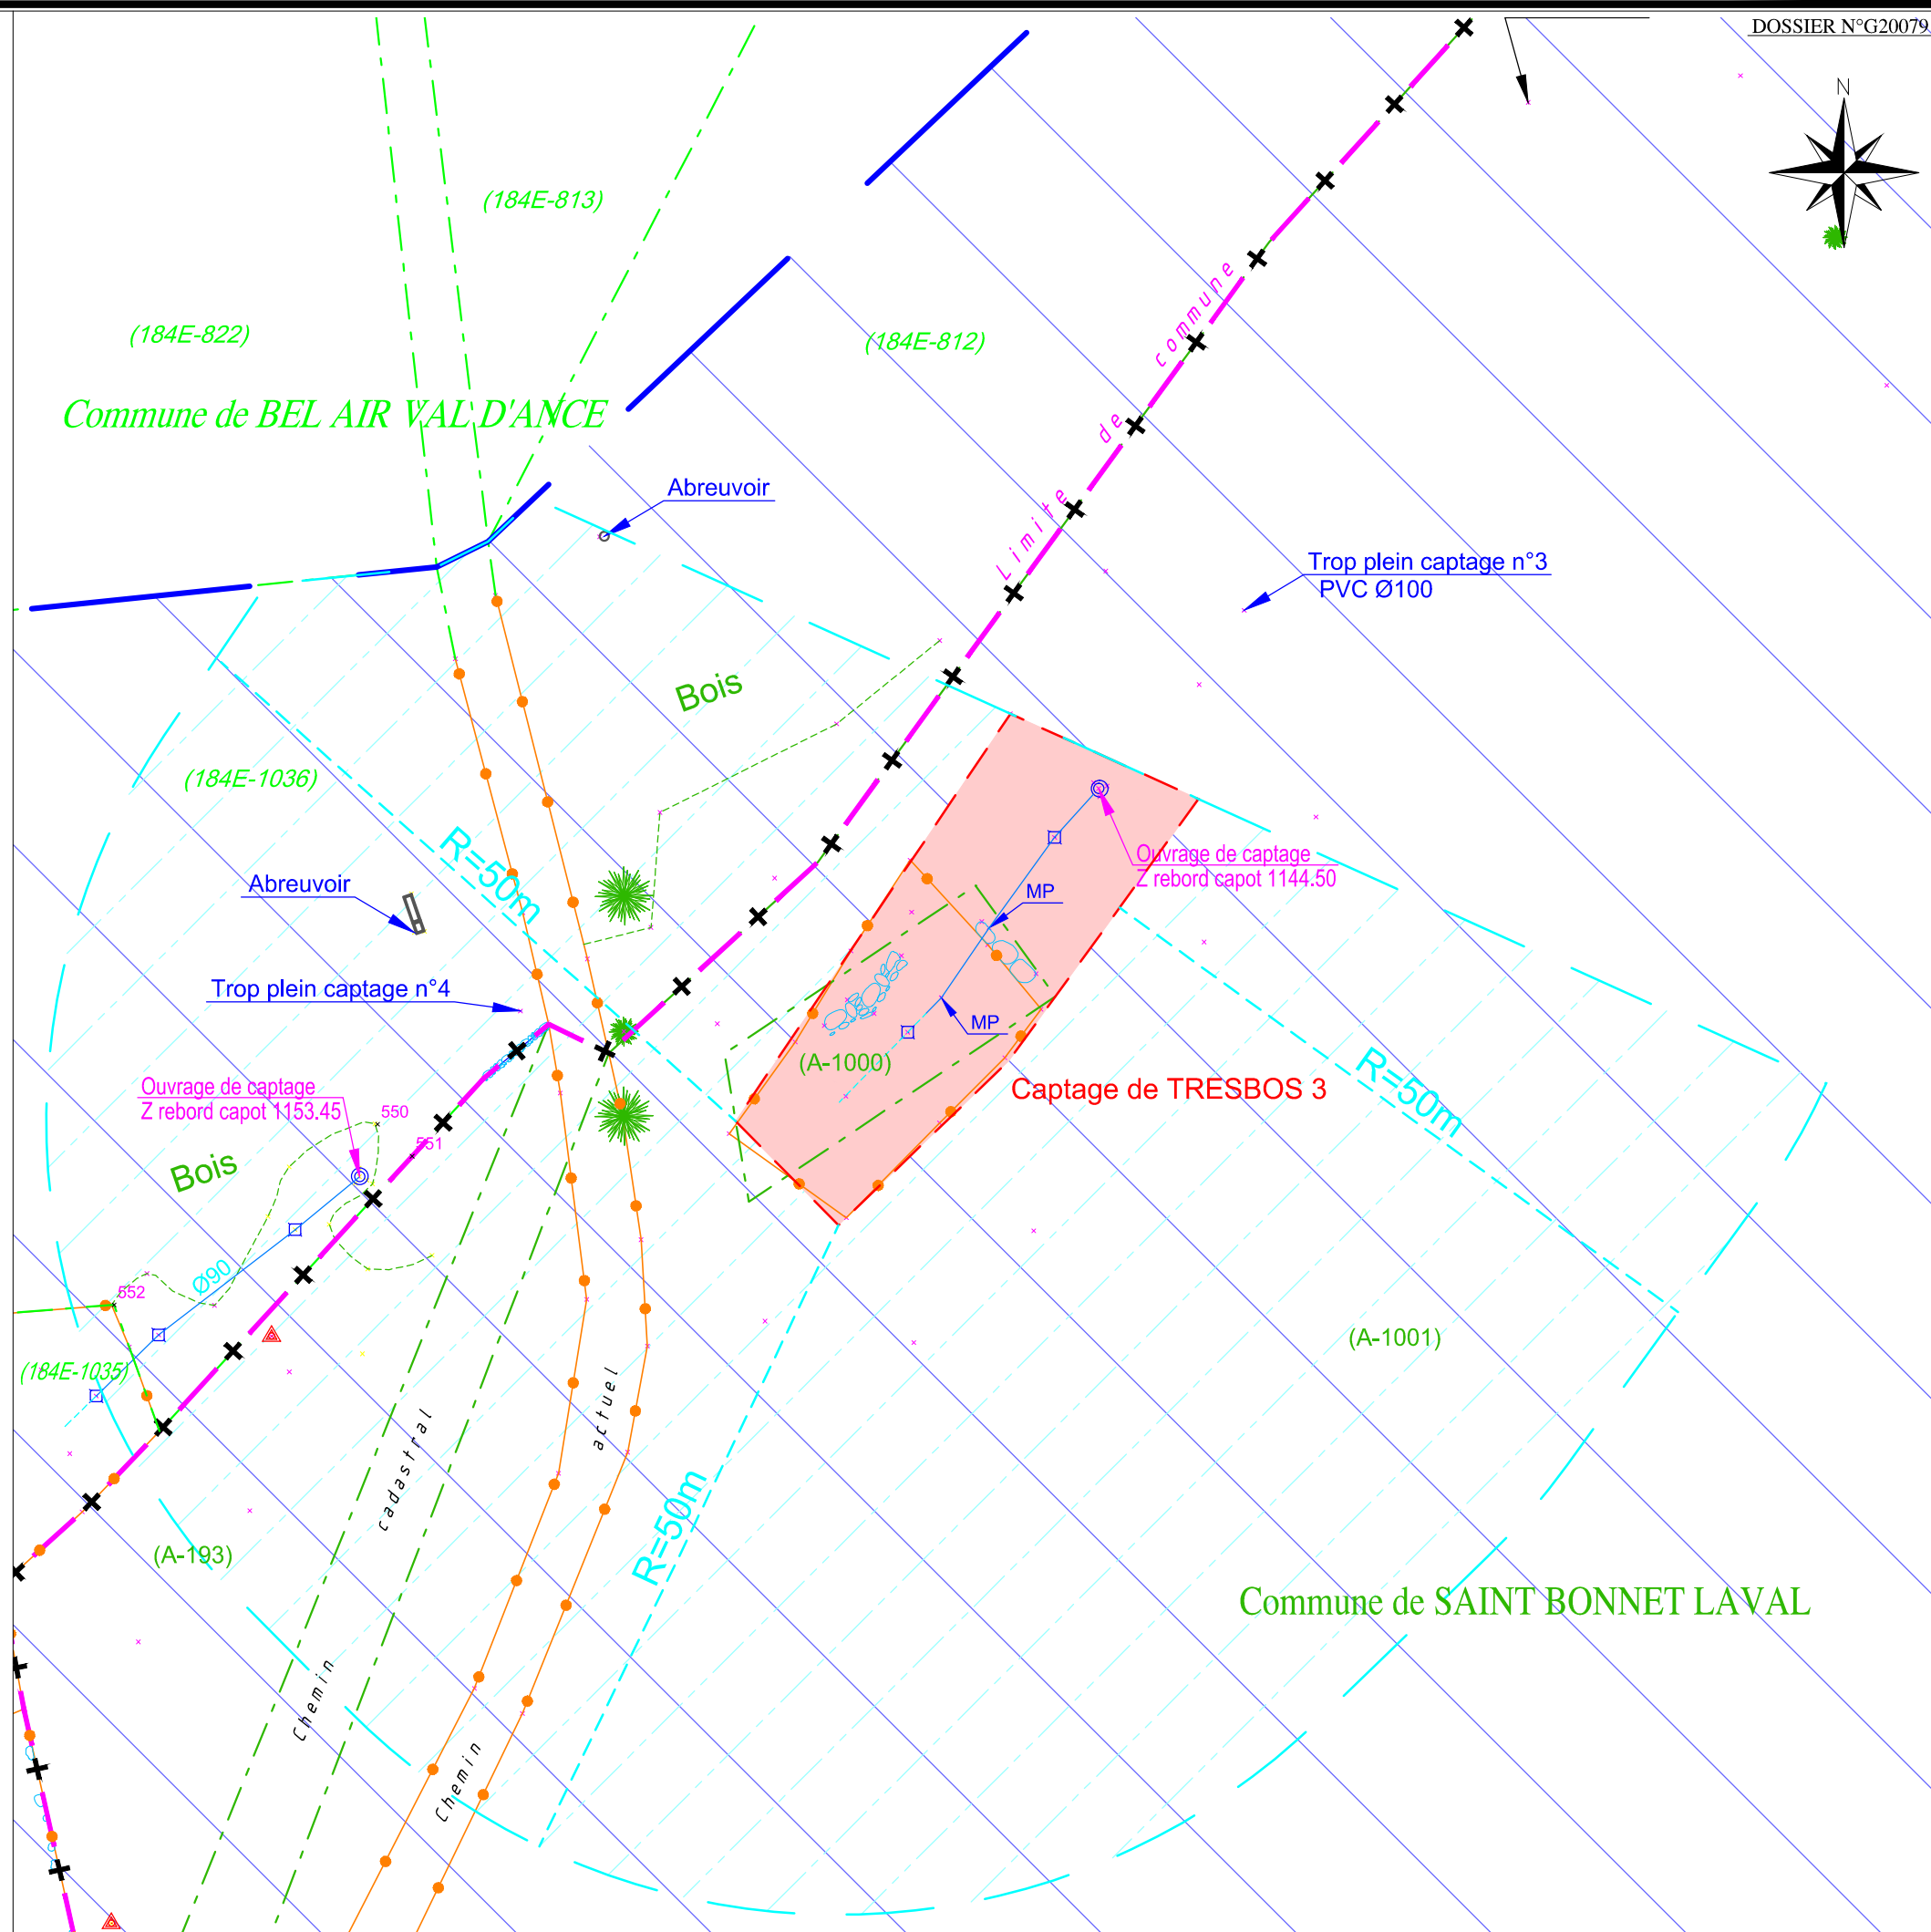 DOSSIER N°G20079
N
(184E-813)
(184E-822)
(184E-812)
Commune de BEL AIR VAL D'ANCE
Limite de commune
Abreuvoir
Trop plein captage n°3
PVC Ø100
Bois
(184E-1036)
R=50m
Abreuvoir
Ouvrage de captage
Z rebord capot 1144.50
MP
Trop plein captage n°4
MP
(A-1000)
Captage de TRESBOS 3
R=50m
Ouvrage de captage
Z rebord capot 1153.45
550
551
Bois
Ø90
552
(184E-1035)
(A-1001)
Chemin cadastral
Chemin actuel
R=50m
(A-193)
Commune de SAINT BONNET LAVAL